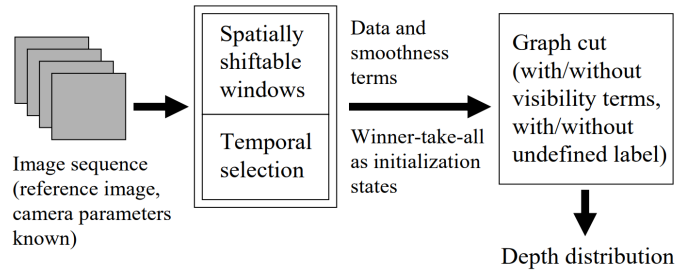 Image sequence
(reference image,
camera parameters
known)
Spatially
shiftable
windows
Temporal
selection
Data and
smoothness
terms
Winner-take-all
as initialization
states
Graph cut
(with/without
visibility terms,
with/without
undefined label)
Depth distribution